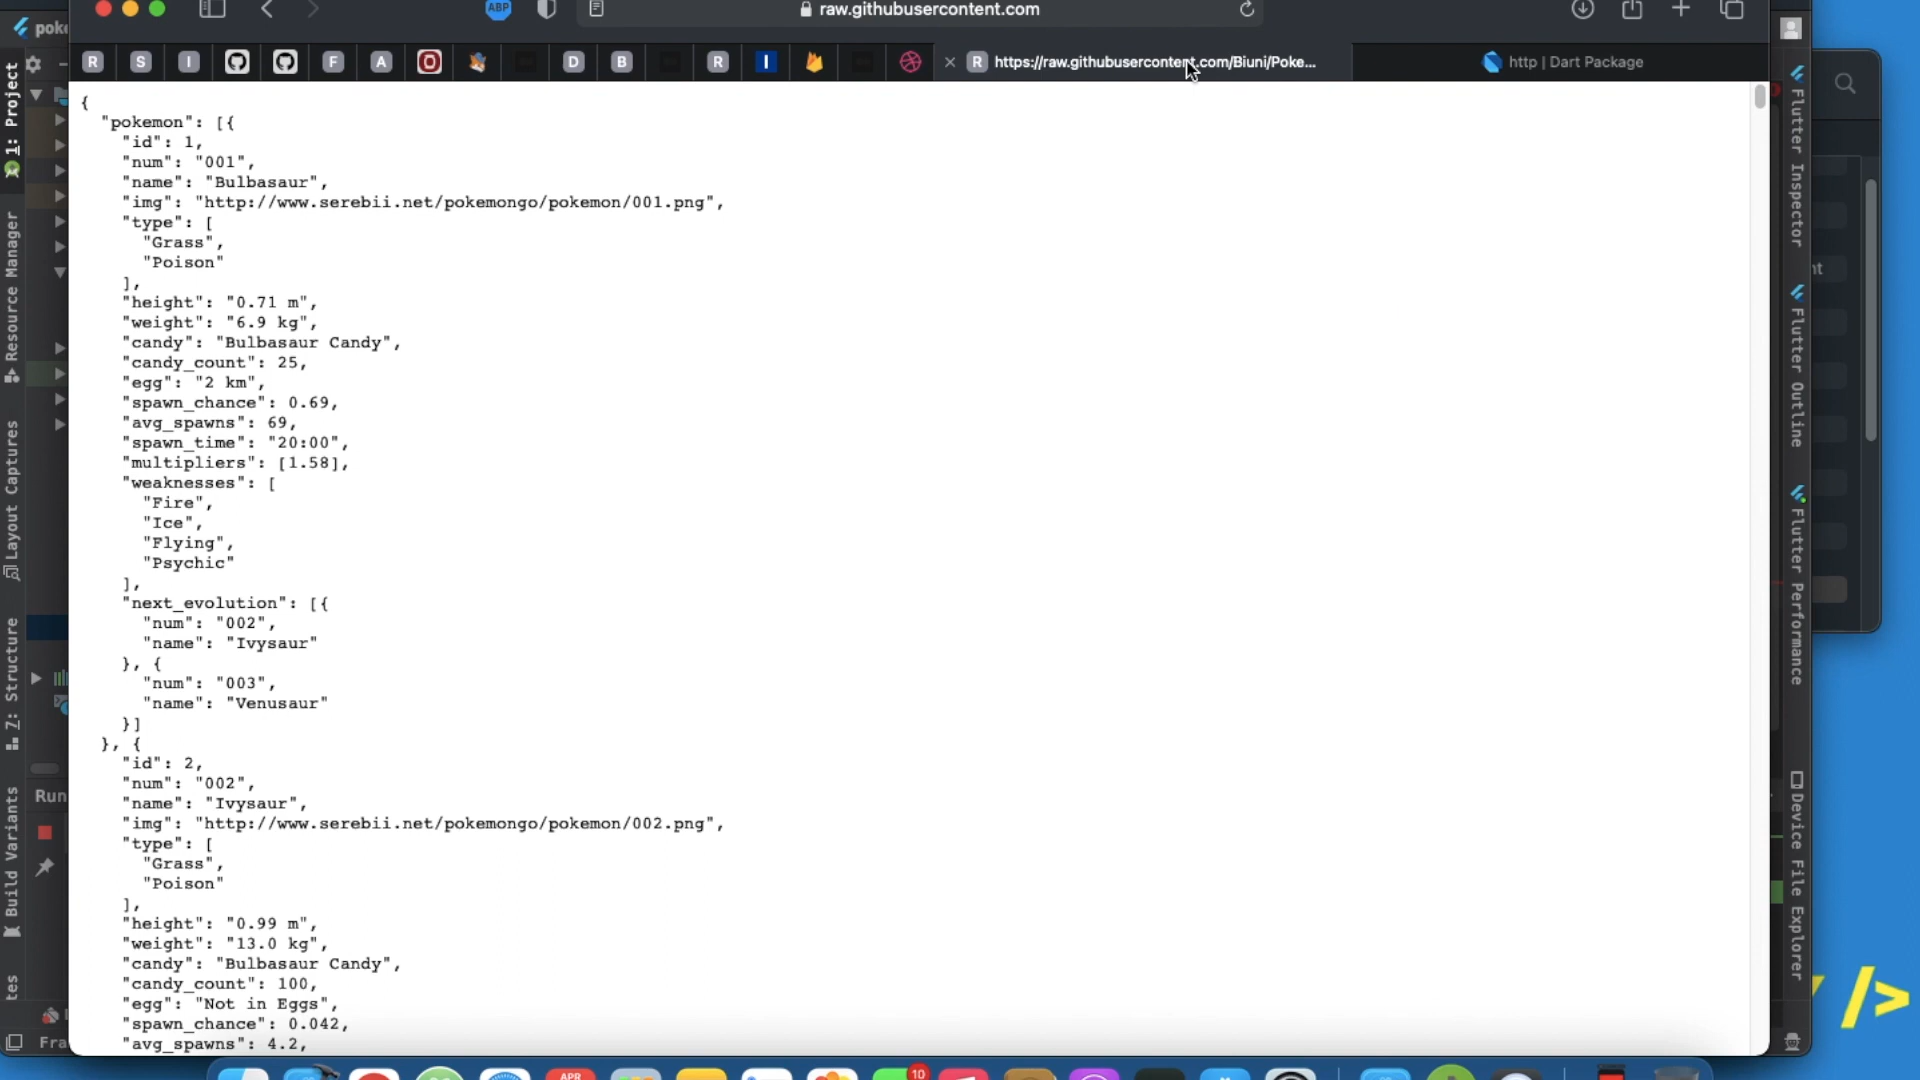 poke
ABP
raw.githubusercontent.com
R
S
I
F
A
D
B
R
I
R
https://raw.githubusercontent.com/Biuni/Poke...
http | Dart Package
1: Project
Resource Manager
Layout Captures
Z: Structure
Build Variants
Run
Fra
{
"pokemon": [{
"id": 1,
"num": "001",
"name": "Bulbasaur",
"img": "http://www.serebii.net/pokemongo/pokemon/001.png",
"type": [
"Grass",
"Poison"
],
"height": "0.71 m",
"weight": "6.9 kg",
"candy": "Bulbasaur Candy",
"candy_count": 25,
"egg": "2 km",
"spawn_chance": 0.69,
"avg_spawns": 69,
"spawn_time": "20:00",
"multipliers": [1.58],
"weaknesses": [
"Fire",
"Ice",
"Flying",
"Psychic"
],
"next_evolution": [{
"num": "002",
"name": "Ivysaur"
}, {
"num": "003",
"name": "Venusaur"
}]
}, {
"id": 2,
"num": "002",
"name": "Ivysaur",
"img": "http://www.serebii.net/pokemongo/pokemon/002.png",
"type": [
"Grass",
"Poison"
],
"height": "0.99 m",
"weight": "13.0 kg",
"candy": "Bulbasaur Candy",
"candy_count": 100,
"egg": "Not in Eggs",
"spawn_chance": 0.042,
"avg_spawns": 4.2,
Flutter Inspector
Flutter Outline
Flutter Performance
Device File Explorer
/>
APR
10